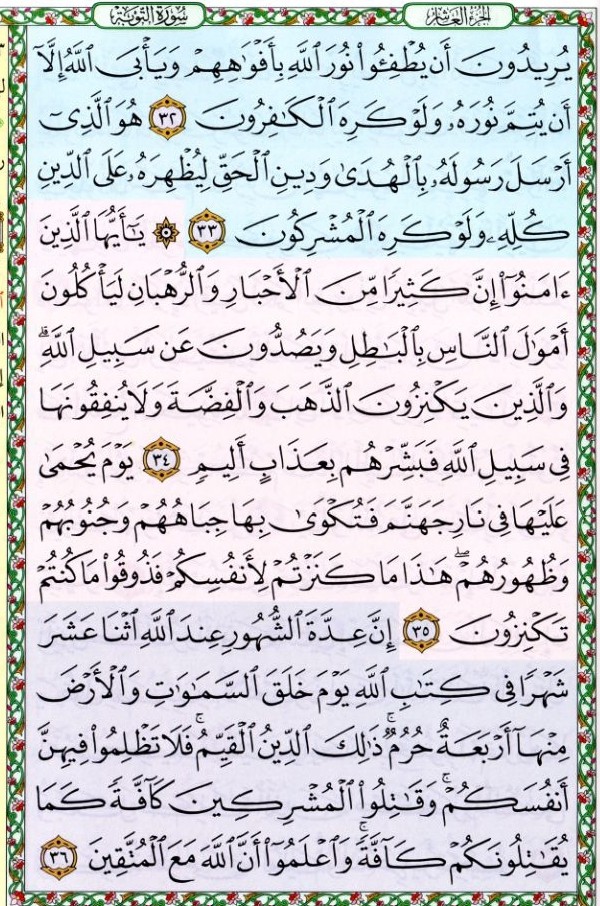 الجزء العاشر سورة التوبة
يُرِيدُونَ أَن يُطْفِـُٔوا۟ نُورَ ٱللَّهِ بِأَفْوَٰهِهِمْ وَيَأْبَى ٱللَّهُ إِلَّآ
أَن يُتِمَّ نُورَهُۥ وَلَوْ كَرِهَ ٱلْكَـٰفِرُونَ ٣٢ هُوَ ٱلَّذِىٓ
أَرْسَلَ رَسُولَهُۥ بِٱلْهُدَىٰ وَدِينِ ٱلْحَقِّ لِيُظْهِرَهُۥ عَلَى ٱلدِّينِ
كُلِّهِۦ وَلَوْ كَرِهَ ٱلْمُشْرِكُونَ ٣٣ ۞ يَـٰٓأَيُّهَا ٱلَّذِينَ
ءَامَنُوٓا۟ إِنَّ كَثِيرًا مِّنَ ٱلْأَحْبَارِ وَٱلرُّهْبَانِ لَيَأْكُلُونَ
أَمْوَٰلَ ٱلنَّاسِ بِٱلْبَـٰطِلِ وَيَصُدُّونَ عَن سَبِيلِ ٱللَّهِ ۗ
وَٱلَّذِينَ يَكْنِزُونَ ٱلذَّهَبَ وَٱلْفِضَّةَ وَلَا يُنفِقُونَهَا
فِى سَبِيلِ ٱللَّهِ فَبَشِّرْهُم بِعَذَابٍ أَلِيمٍ ٣٤ يَوْمَ يُحْمَىٰ
عَلَيْهَا فِى نَارِ جَهَنَّمَ فَتُكْوَىٰ بِهَا جِبَاهُهُمْ وَجُنُوبُهُمْ
وَظُهُورُهُمْ ۖ هَـٰذَا مَا كَنَزْتُمْ لِأَنفُسِكُمْ فَذُوقُوا۟ مَا كُنتُمْ
تَكْنِزُونَ ٣٥ إِنَّ عِدَّةَ ٱلشُّهُورِ عِندَ ٱللَّهِ ٱثْنَا عَشَرَ
شَهْرًا فِى كِتَـٰبِ ٱللَّهِ يَوْمَ خَلَقَ ٱلسَّمَـٰوَٰتِ وَٱلْأَرْضَ
مِنْهَآ أَرْبَعَةٌ حُرُمٌ ۚ ذَٰلِكَ ٱلدِّينُ ٱلْقَيِّمُ ۚ فَلَا تَظْلِمُوا۟ فِيهِنَّ
أَنفُسَكُمْ ۚ وَقَـٰتِلُوا۟ ٱلْمُشْرِكِينَ كَآفَّةً كَمَا
يُقَـٰتِلُونَكُمْ كَآفَّةً ۚ وَٱعْلَمُوٓا۟ أَنَّ ٱللَّهَ مَعَ ٱلْمُتَّقِينَ ٣٦